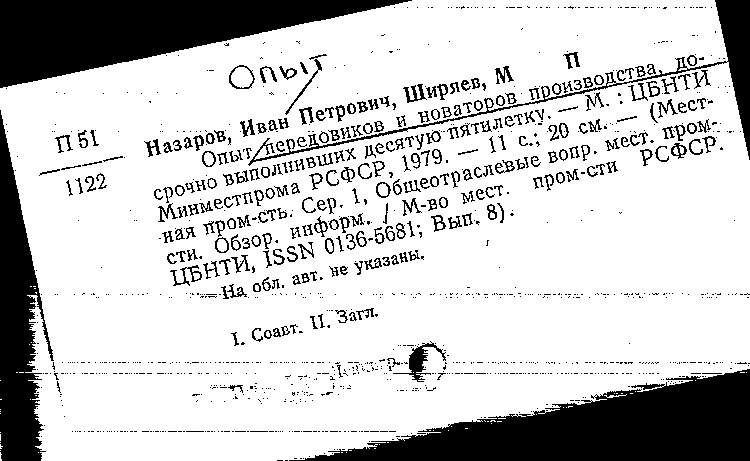 Опыт
П 51
1122
Назаров, Иван Петрович, Ширяев, М П
Опыт передовиков и новаторов производства, до-
срочно выполнивших десятую пятилетку. — М. : ЦБНТИ
Минместпрома РСФСР, 1979. — 11 с.; 20 см. — (Мест-
ная пром-сть. Сер. 1, Общеотраслевые вопр. мест. пром-
сти. Обзор. информ. / М-во мест. пром-сти РСФСР.
ЦБНТИ, ISSN 0136-5681; Вып. 8).
На обл. авт. не указаны.
I. Соавт. II. Загл.